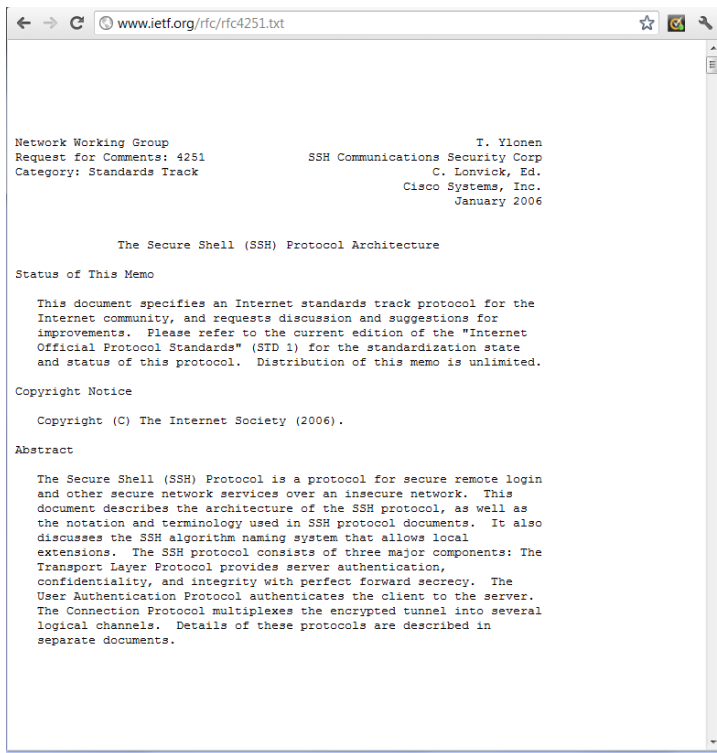 www.ietf.org/rfc/rfc4251.txt
Network Working Group                                          T. Ylonen
Request for Comments: 4251              SSH Communications Security Corp
Category: Standards Track                                C. Lonvick, Ed.
                                                     Cisco Systems, Inc.
                                                            January 2006
The Secure Shell (SSH) Protocol Architecture
Status of This Memo
This document specifies an Internet standards track protocol for the
Internet community, and requests discussion and suggestions for
improvements.  Please refer to the current edition of the "Internet
Official Protocol Standards" (STD 1) for the standardization state
and status of this protocol.  Distribution of this memo is unlimited.
Copyright Notice
Copyright (C) The Internet Society (2006).
Abstract
The Secure Shell (SSH) Protocol is a protocol for secure remote login
and other secure network services over an insecure network.  This
document describes the architecture of the SSH protocol, as well as
the notation and terminology used in SSH protocol documents.  It also
discusses the SSH algorithm naming system that allows local
extensions.  The SSH protocol consists of three major components: The
Transport Layer Protocol provides server authentication,
confidentiality, and integrity with perfect forward secrecy.  The
User Authentication Protocol authenticates the client to the server.
The Connection Protocol multiplexes the encrypted tunnel into several
logical channels.  Details of these protocols are described in
separate documents.